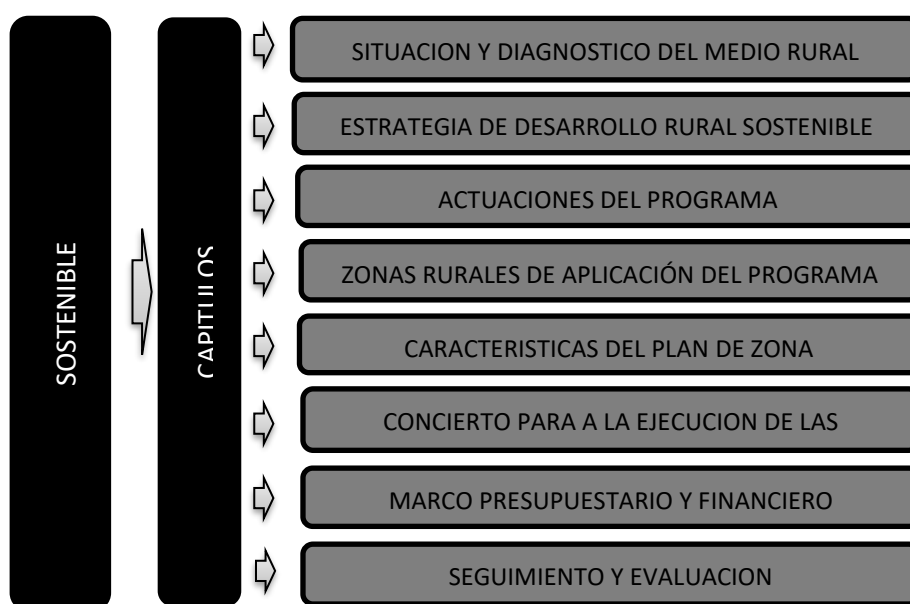 SOSTENIBLE
CAPITULOS
SITUACION Y DIAGNOSTICO DEL MEDIO RURAL
ESTRATEGIA DE DESARROLLO RURAL SOSTENIBLE
ACTUACIONES DEL PROGRAMA
ZONAS RURALES DE APLICACIÓN DEL PROGRAMA
CARACTERISTICAS DEL PLAN DE ZONA
CONCIERTO PARA A LA EJECUCION DE LAS
MARCO PRESUPUESTARIO Y FINANCIERO
SEGUIMIENTO Y EVALUACION